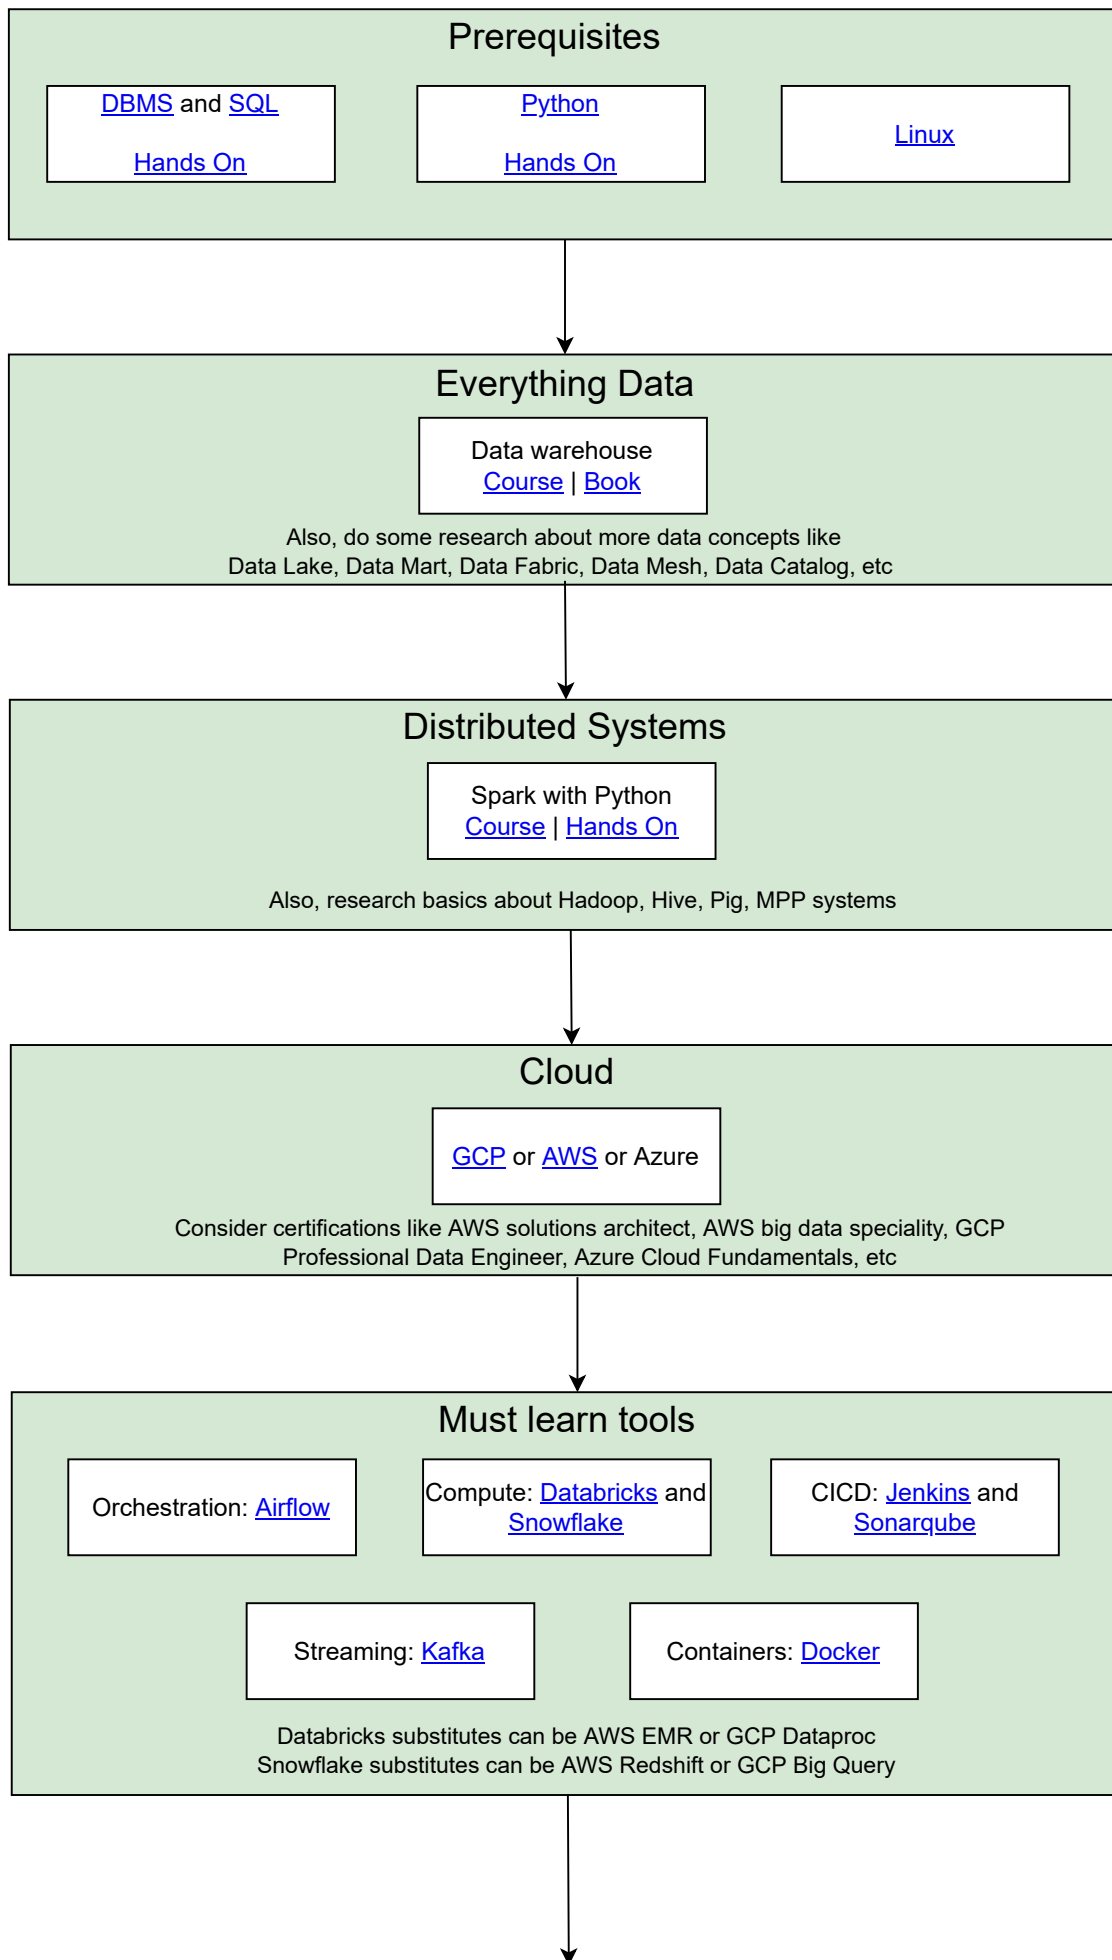 Prerequisites
DBMS and SQL
Hands On
Python
Hands On
Linux
Everything Data
Data warehouse
Course | Book
Also, do some research about more data concepts like
Data Lake, Data Mart, Data Fabric, Data Mesh, Data Catalog, etc
Distributed Systems
Spark with Python
Course | Hands On
Also, research basics about Hadoop, Hive, Pig, MPP systems
Cloud
GCP or AWS or Azure
Consider certifications like AWS solutions architect, AWS big data speciality, GCP
Professional Data Engineer, Azure Cloud Fundamentals, etc
Must learn tools
Orchestration: Airflow
Compute: Databricks and
Snowflake
CICD: Jenkins and
Sonarqube
Streaming: Kafka
Containers: Docker
Databricks substitutes can be AWS EMR or GCP Dataproc
Snowflake substitutes can be AWS Redshift or GCP Big Query